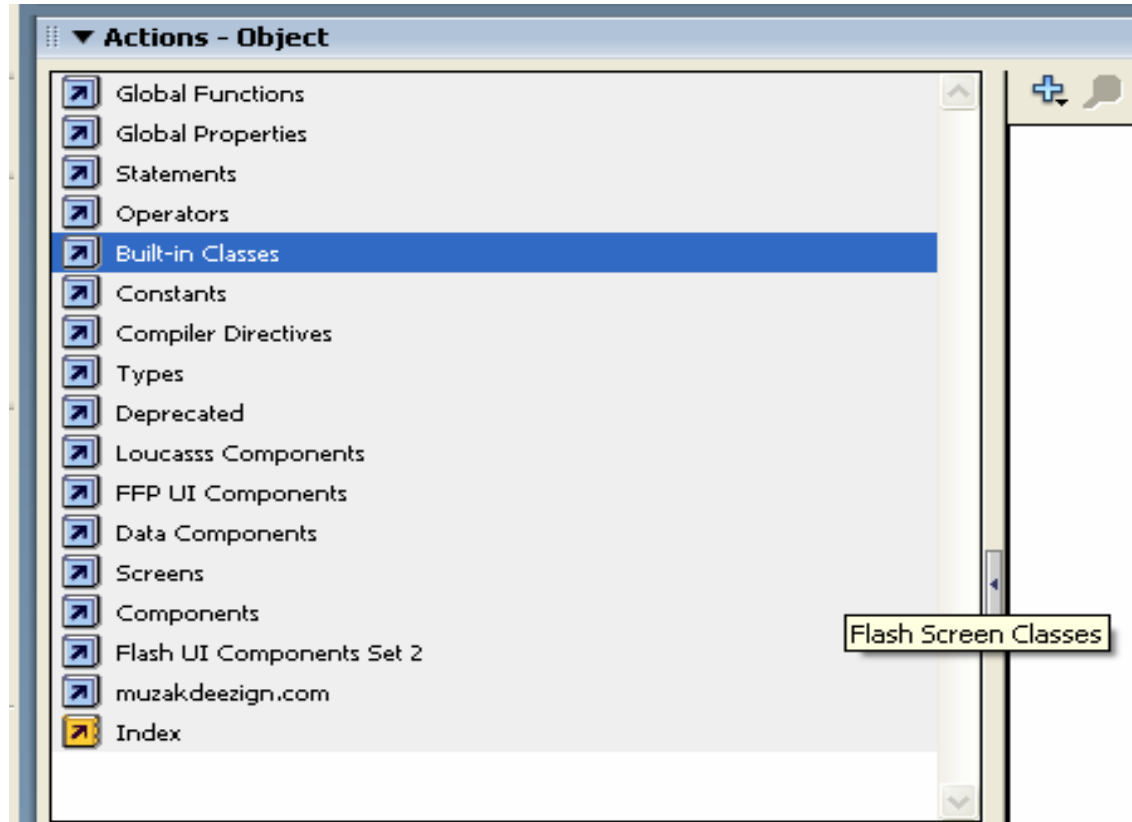 Actions - Object
Global Functions
Global Properties
Statements
Operators
Built-in Classes
Constants
Compiler Directives
Types
Deprecated
Loucasss Components
FFP UI Components
Data Components
Screens
Components
Flash Screen Classes
Flash UI Components Set 2
muzakdeezign.com
Index